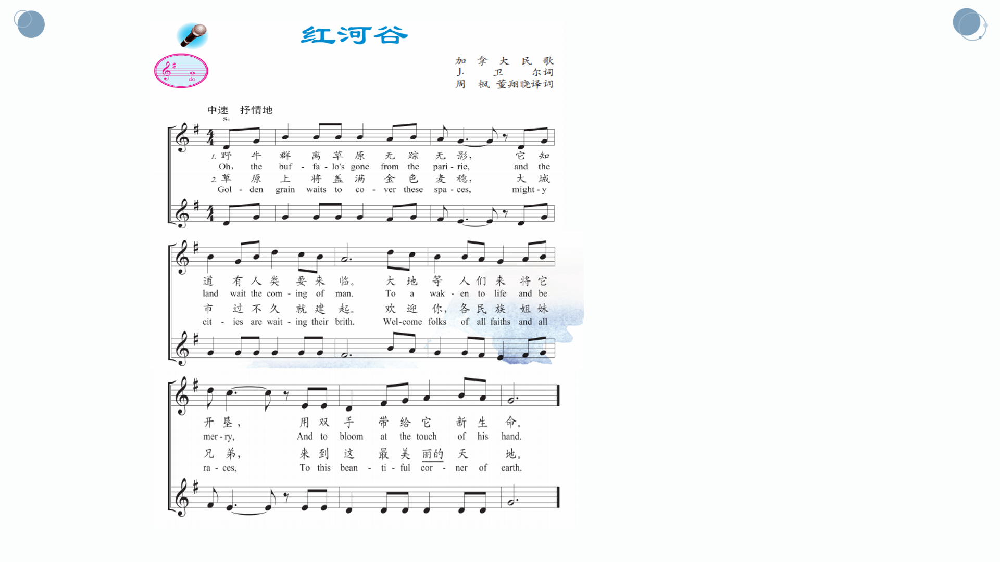 红河谷
do
加 拿 大 民 歌
J. 卫 尔词
周 枫 董翔晓译词
中速 抒情地
s:
1. 野 牛 群 离 草 原 无 踪 无 影， 它 知
Oh, the buf - fa - lo's gone from the pari - rie, and the
2. 草 原 上 将 盖 满 金 色 麦 穗， 大 城
Gol - den grain waits to co - ver these spa - ces, might - y
道 有 人 类 要 来 临。 大 地 等 人 们 来 将 它
land wait the com - ing of man. To a wak - en to life and be
市 过 不 久 就 建 起。 欢 迎 你， 各 民 族 姐 妹
cit - ies are wait - ing their brith. Wel-come folks of all faiths and all
开 垦， 用 双 手 带 给 它 新 生 命。
mer - ry, And to bloom at the touch of his hand.
兄 弟， 来 到 这 最 美 丽的 天 地。
ra - ces, To this bean - ti - ful cor - ner of earth.